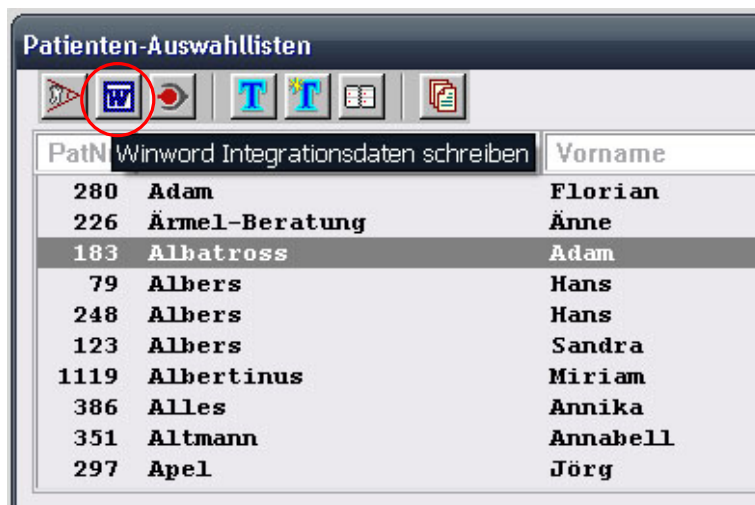 Patienten-Auswahllisten
W T T
PatN Winword Integrationsdaten schreiben Vorname
280 Adam Florian
226 Ärmel-Beratung Änne
183 Albatross Adam
79 Albers Hans
248 Albers Hans
123 Albers Sandra
1119 Albertinus Miriam
386 Alles Annika
351 Altmann Annabell
297 Apel Jörg